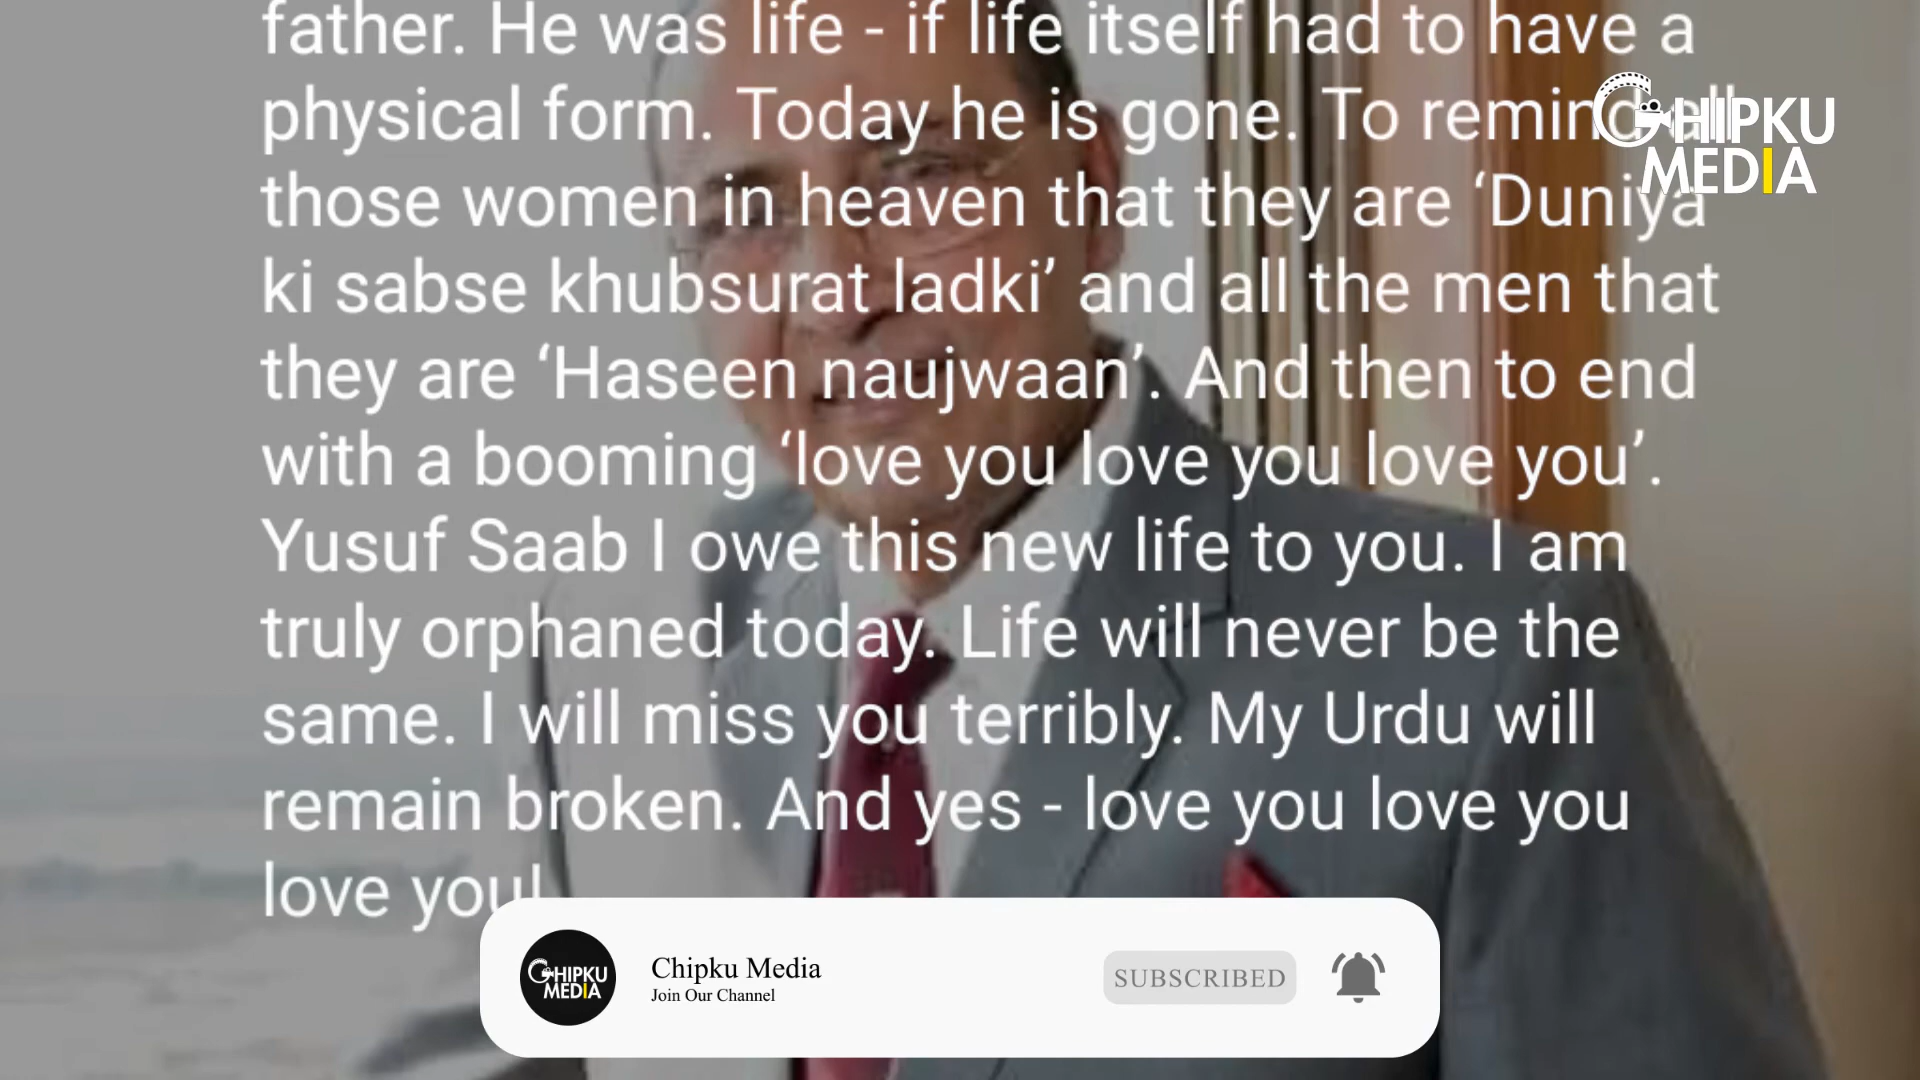 father. He was life - if life itself had to have a
physical form. Today he is gone. To remind all
those women in heaven that they are ‘Duniya
ki sabse khubsurat ladki’ and all the men that
they are ‘Haseen naujwaan’. And then to end
with a booming ‘love you love you love you’.
Yusuf Saab I owe this new life to you. I am
truly orphaned today. Life will never be the
same. I will miss you terribly. My Urdu will
remain broken. And yes - love you love you
love you!
CHIPKU
MEDIA
CHIPKU
MEDIA
Chipku Media
Join Our Channel
SUBSCRIBED